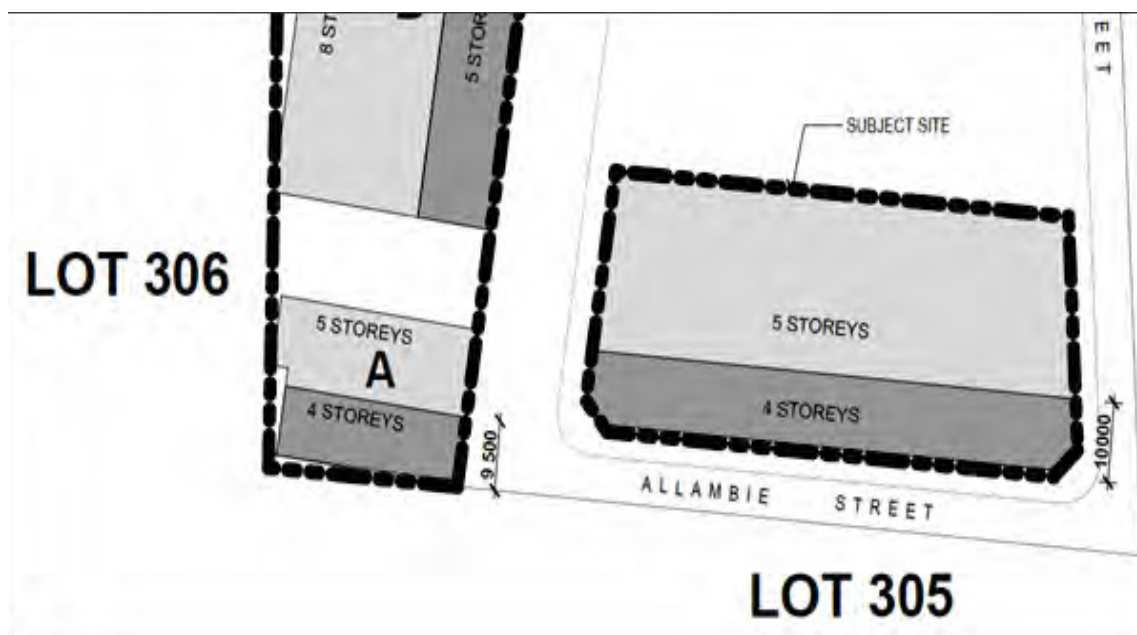 8 ST
5 STOR
EET
SUBJECT SITE
LOT 306
5 STOREYS
A
4 STOREYS
9 500
5 STOREYS
4 STOREYS
10000
ALLAMBIE STREET
LOT 305